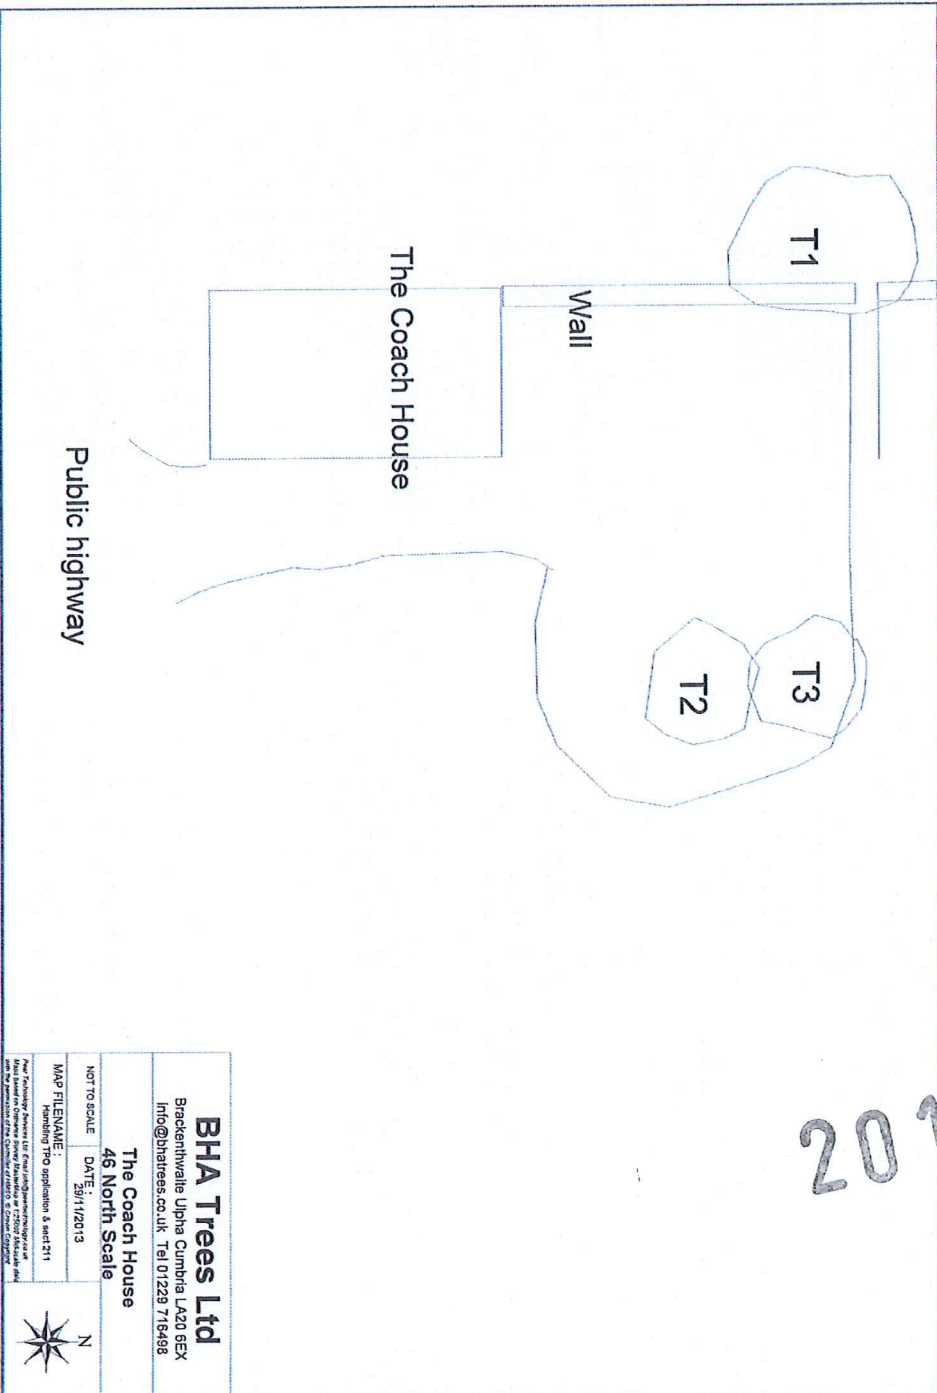 T1
Wall
The Coach House
T3
T2
Public highway
201
BHA Trees Ltd
Brackenthwaite Ulpha Cumbria LA20 6EX
info@bhatrees.co.uk Tel 01229 716498
The Coach House
46 North Scale
NOT TO SCALE
DATE :
29/11/2013
MAP FILENAME :
Hambling TPO application & sect 211
N